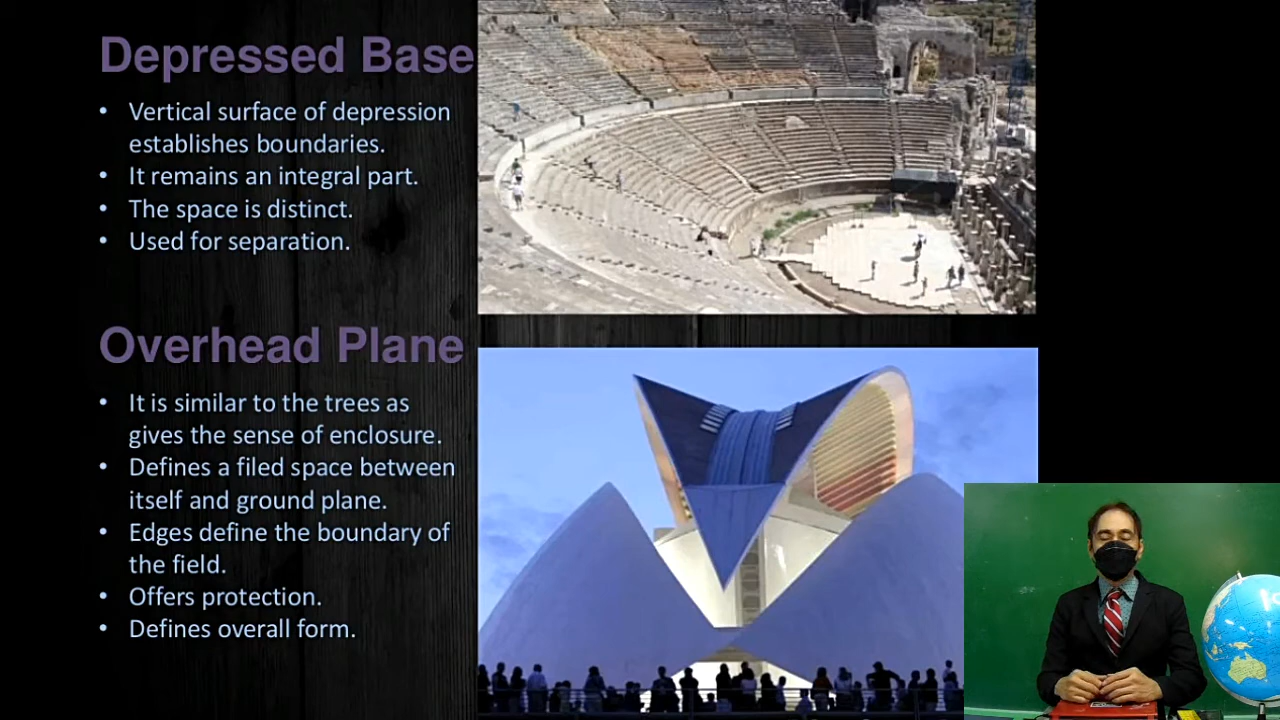 Depressed Base
• Vertical surface of depression
establishes boundaries.
• It remains an integral part.
• The space is distinct.
• Used for separation.
Overhead Plane
• It is similar to the trees as
gives the sense of enclosure.
• Defines a filed space between
itself and ground plane.
• Edges define the boundary of
the field.
• Offers protection.
• Defines overall form.